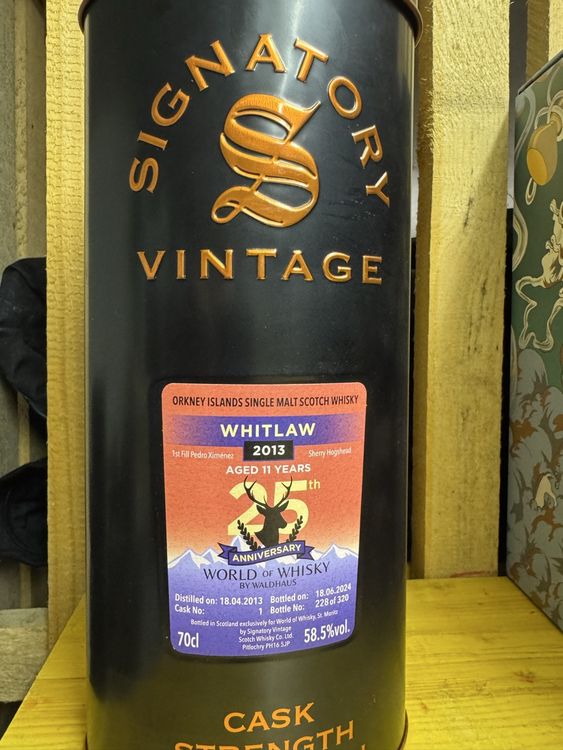 SIGNATORY
S
VINTAGE
ORKNEY ISLANDS SINGLE MALT SCOTCH WHISKY
WHITLAW
1st Fill Pedro Ximénez 2013 Sherry Hogshead
AGED 11 YEARS
25th
ANNIVERSARY
WORLD OF WHISKY
BY WALDHAUS
Distilled on: 18.04.2013 Bottled on: 18.06.2024
Cask No: 1 Bottle No: 228 of 320
Bottled in Scotland exclusively for World of Whisky, St. Moritz
by Signatory Vintage
Scotch Whisky Co. Ltd.
Pitlochry PH16 5JP
70cl 58.5%vol.
CASK
STRENGTH